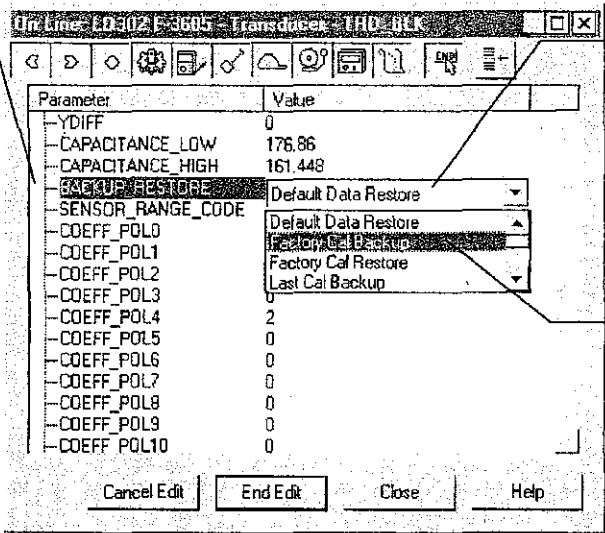 On Line: LD302 F-3605 - Transducer - THD_BLK
Parameter Value
YDIFF 0
CAPACITANCE_LOW 176.86
CAPACITANCE_HIGH 161.448
BACKUP_RESTORE Default Data Restore
SENSOR_RANGE_CODE Default Data Restore
COEFF_POL0 Factory Cal Backup
COEFF_POL1 Factory Cal Restore
COEFF_POL2 Last Cal Backup
COEFF_POL3 0
COEFF_POL4 2
COEFF_POL5 0
COEFF_POL6 0
COEFF_POL7 0
COEFF_POL8 0
COEFF_POL9 0
COEFF_POL10 0
Cancel Edit End Edit Close Help